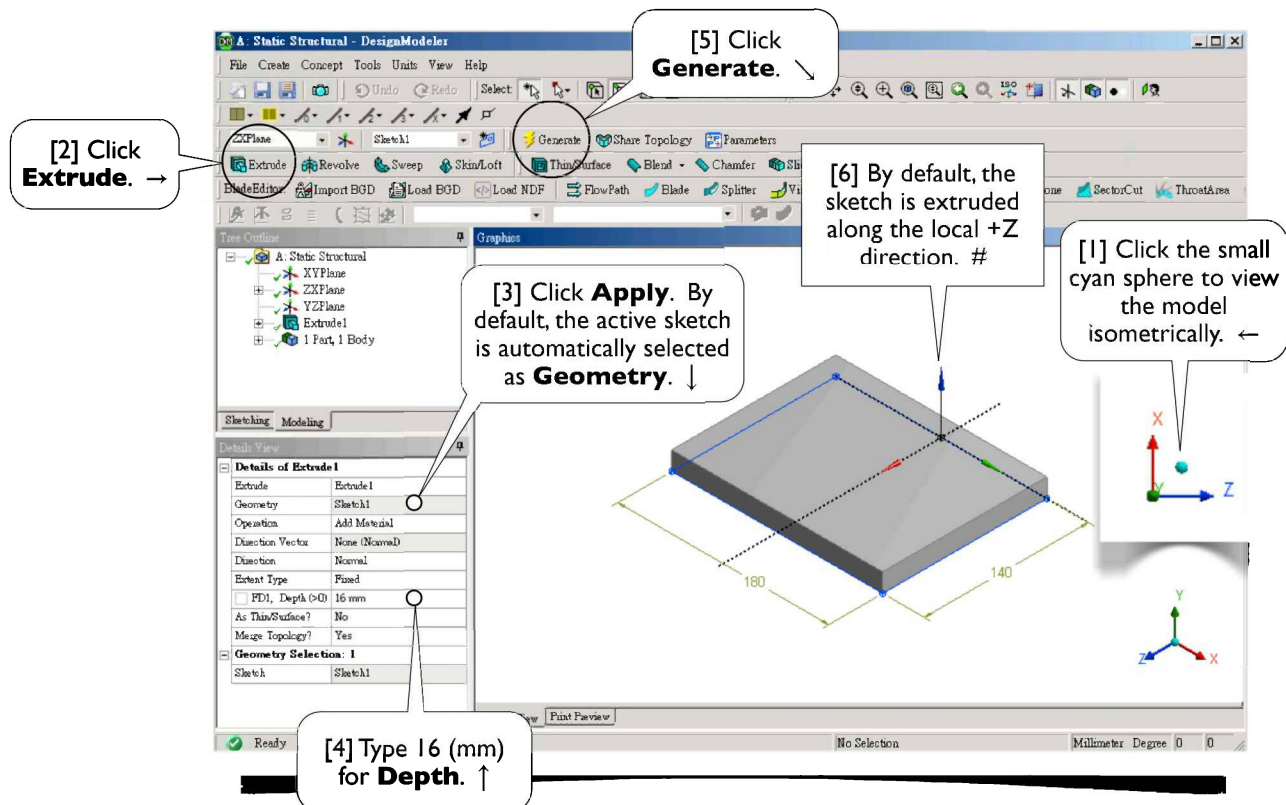 [5] Click
Generate. ↘
A: Static Structural - DesignModeler
File Create Concept Tools Units View Help
Undo Redo Select:
[2] Click
Extrude. →
ZXPlane Sketch1 Generate Share Topology Parameters
Extrude Revolve Sweep Skin/Loft Thin/Surface Blend Chamfer
BladeEditor: Import BGD Load BGD Load NDF FlowPath Blade Splitter SectorCut ThroatArea
[6] By default, the
sketch is extruded
along the local +Z
direction. #
[1] Click the small
cyan sphere to view
the model
isometrically. ←
Tree Outline
Graphics
A: Static Structural
XYPlane
ZXPlane
YZPlane
Extrude1
1 Part, 1 Body
[3] Click Apply. By
default, the active sketch
is automatically selected
as Geometry. ↓
Sketching Modeling
Details View
Details of Extrude1
Extrude Extrude1
Geometry Sketch1
Operation Add Material
Direction Vector None (Normal)
Direction Normal
Extent Type Fixed
FD1, Depth (>0) 16 mm
As Thin/Surface? No
Merge Topology? Yes
Geometry Selection: 1
Sketch Sketch1
180
140
X
Y
Z
Y
Z
X
Print Preview
[4] Type 16 (mm)
for Depth. ↑
Ready
No Selection
Millimeter Degree 0 0